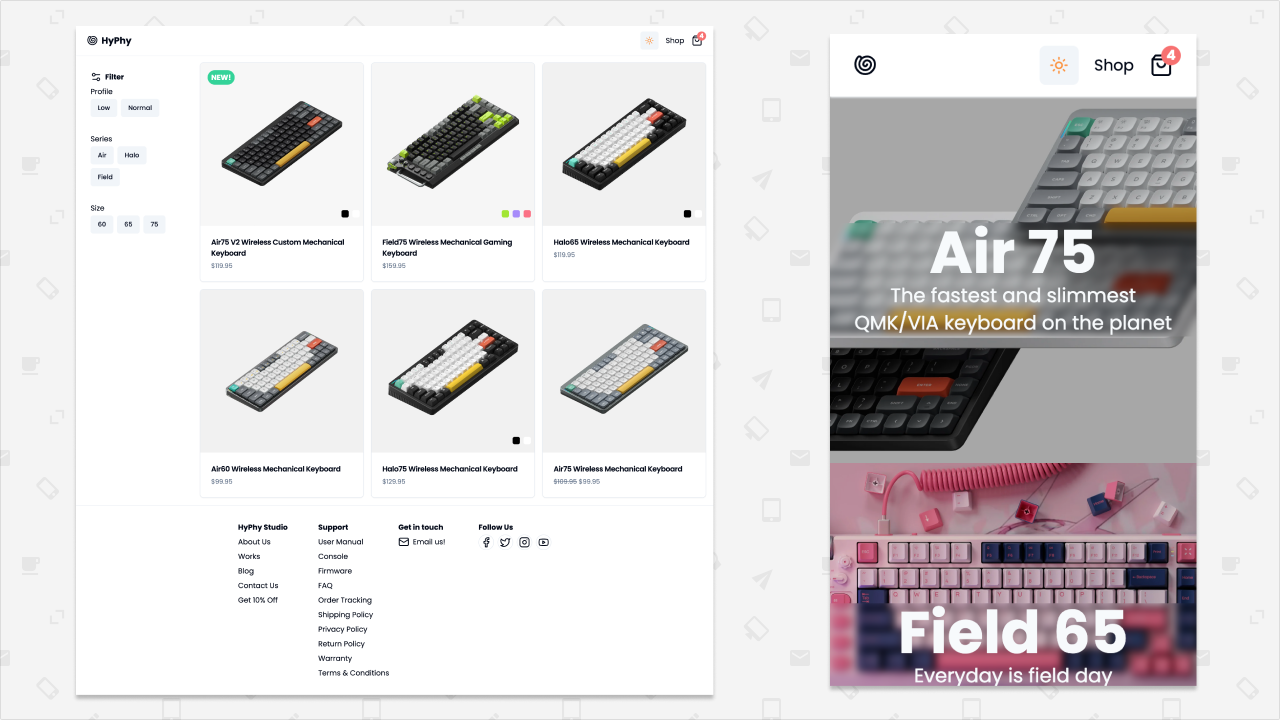 HyPhy
Shop
4
Filter
Profile
Low
Normal
Series
Air
Halo
Field
Size
60
65
75
NEW!
Air75 V2 Wireless Custom Mechanical
Keyboard
$119.95
Field75 Wireless Mechanical Gaming
Keyboard
$159.95
Halo65 Wireless Mechanical Keyboard
$119.95
Air60 Wireless Mechanical Keyboard
$99.95
Halo75 Wireless Mechanical Keyboard
$129.95
Air75 Wireless Mechanical Keyboard
$109.95 $99.95
HyPhy Studio
About Us
Works
Blog
Contact Us
Get 10% Off
Support
User Manual
Console
Firmware
FAQ
Order Tracking
Shipping Policy
Privacy Policy
Return Policy
Warranty
Terms & Conditions
Get in touch
Email us!
Follow Us
Shop
4
Air 75
The fastest and slimmest
QMK/VIA keyboard on the planet
Q W E R T Y U I O P
Field 65
Everyday is field day